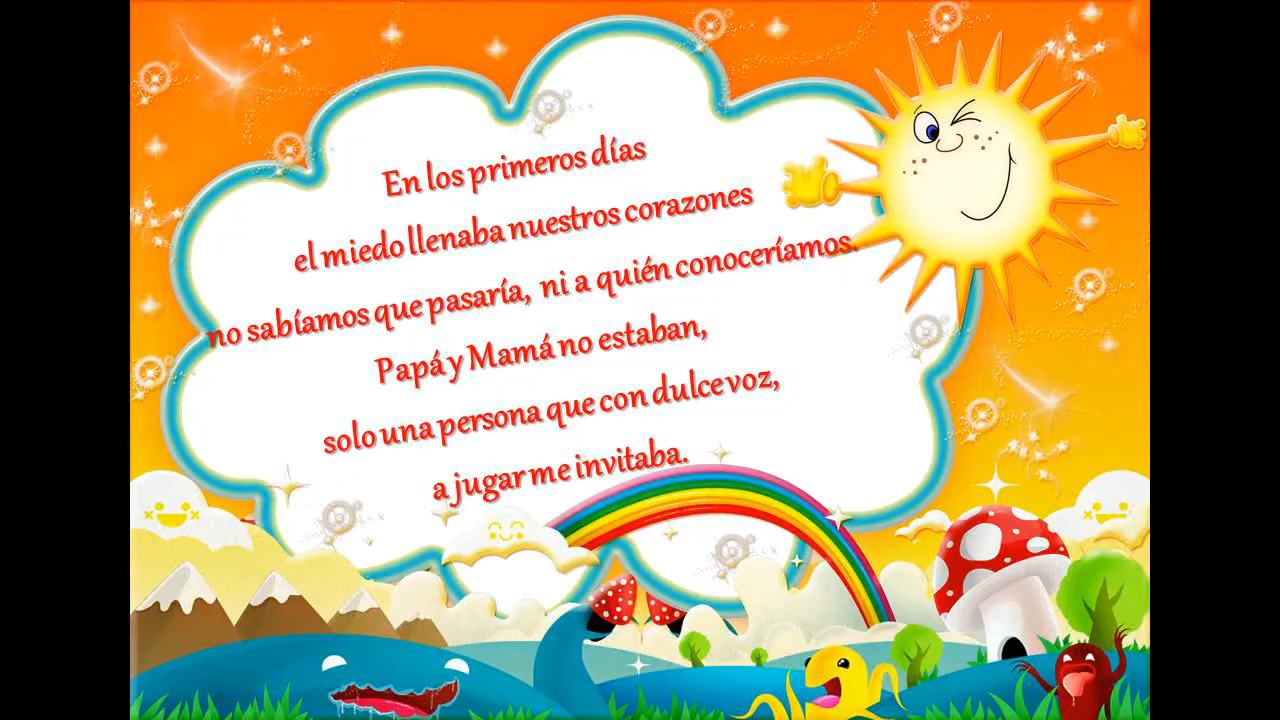 En los primeros días
el miedo llenaba nuestros corazones
no sabíamos que pasaría, ni a quién conoceríamos.
Papá y Mamá no estaban,
solo una persona que con dulce voz,
a jugar me invitaba.